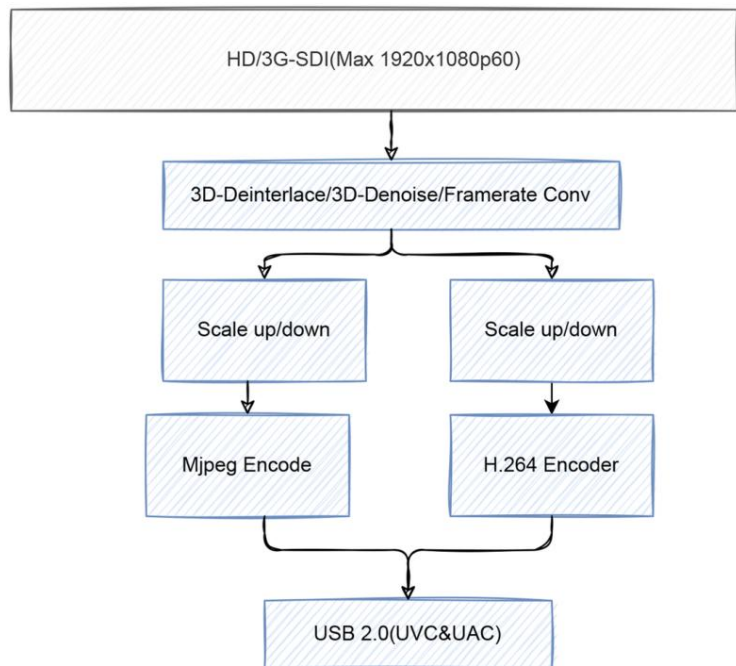 HD/3G-SDI(Max 1920x1080p60)
3D-Deinterlace/3D-Denoise/Framerate Conv
Scale up/down
Scale up/down
Mjpeg Encode
H.264 Encoder
USB 2.0(UVC&UAC)